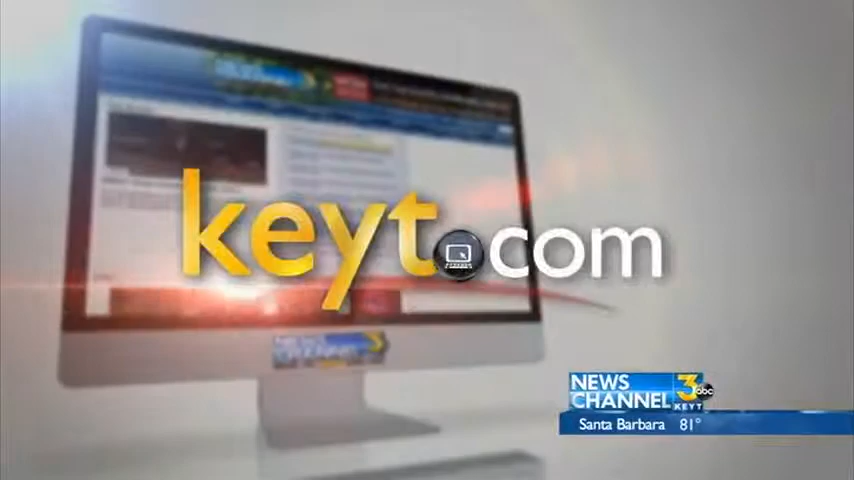 keyt.com
NEWS
CHANNEL 3 abc
KEYT
Santa Barbara 81°